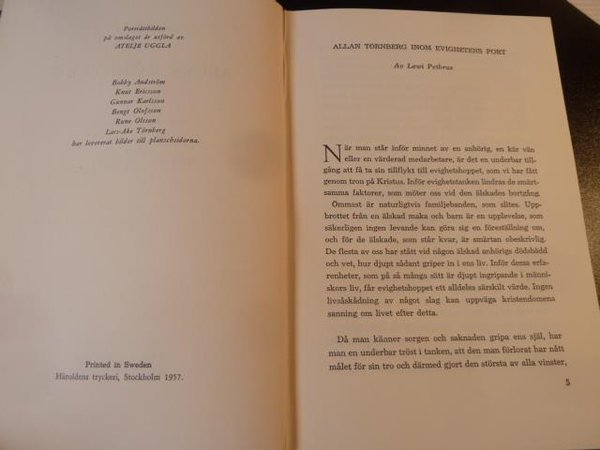 Porträttbilden
på omslaget är utförd av
ATELJE UGGLA
Bobby Andström
Knut Ericsson
Gunnar Karlsson
Bengt Olofsson
Rune Olsson
Lars-Åke Törnberg
har levererat bilder till planschsidorna.
Printed in Sweden
Häroldens tryckeri, Stockholm 1957.
ALLAN TÖRNBERG INOM EVIGHETENS PORT
Av Lewi Pethrus
När man står inför minnet av en anhörig, en kär vän
eller en värderad medarbetare, är det en underbar till-
gång att få ta sin tillflykt till evighetshoppet, som vi har fått
genom tron på Kristus. Inför evighetstanken lindras de smärt-
samma faktorer, som möter oss vid den älskades bortgång.
Ömmast är naturligtvis familjebanden, som slites. Upp-
brottet från en älskad maka och barn är en upplevelse, som
säkerligen ingen levande kan göra sig en föreställning om,
och för de älskade, som står kvar, är smärtan obeskrivlig.
De flesta av oss har stått vid någon älskad anhörigs dödsbädd
och vet, hur djupt sådant griper in i ens liv. Inför dessa erfa-
renheter, som på så många sätt är djupt ingripande i männi-
skors liv, får evighetshoppet ett alldeles särskilt värde. Ingen
livsåskådning av något slag kan uppväga kristendomens
sanning om livet efter detta.
Då man känner sorgen och saknaden gripa ens själ, har
man en underbar tröst i tanken, att den man förlorat har nått
målet för sin tro och därmed gjort den största av alla vinster,
5